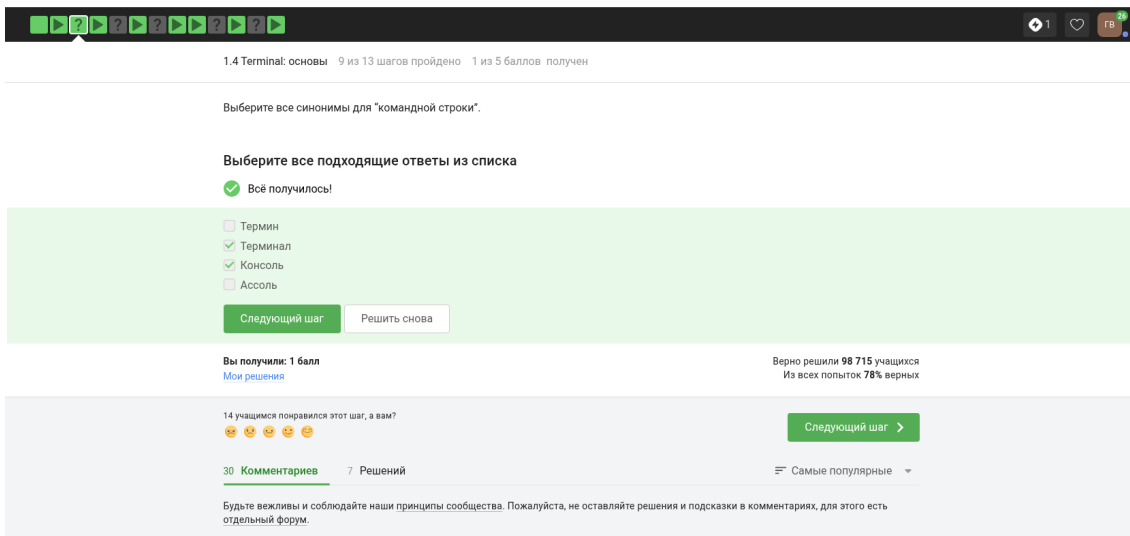 ? ? ? ? ?
1
ГВ
26
1.4 Terminal: основы 9 из 13 шагов пройдено 1 из 5 баллов получен
Выберите все синонимы для “командной строки”.
Выберите все подходящие ответы из списка
Всё получилось!
Термин
Терминал
Консоль
Ассоль
Следующий шаг Решить снова
Вы получили: 1 балл
Мои решения
Верно решили 98 715 учащихся
Из всех попыток 78% верных
14 учащимся понравился этот шаг, а вам?
Следующий шаг
30 Комментариев 7 Решений
Самые популярные
Будьте вежливы и соблюдайте наши принципы сообщества. Пожалуйста, не оставляйте решения и подсказки в комментариях, для этого есть
отдельный форум.